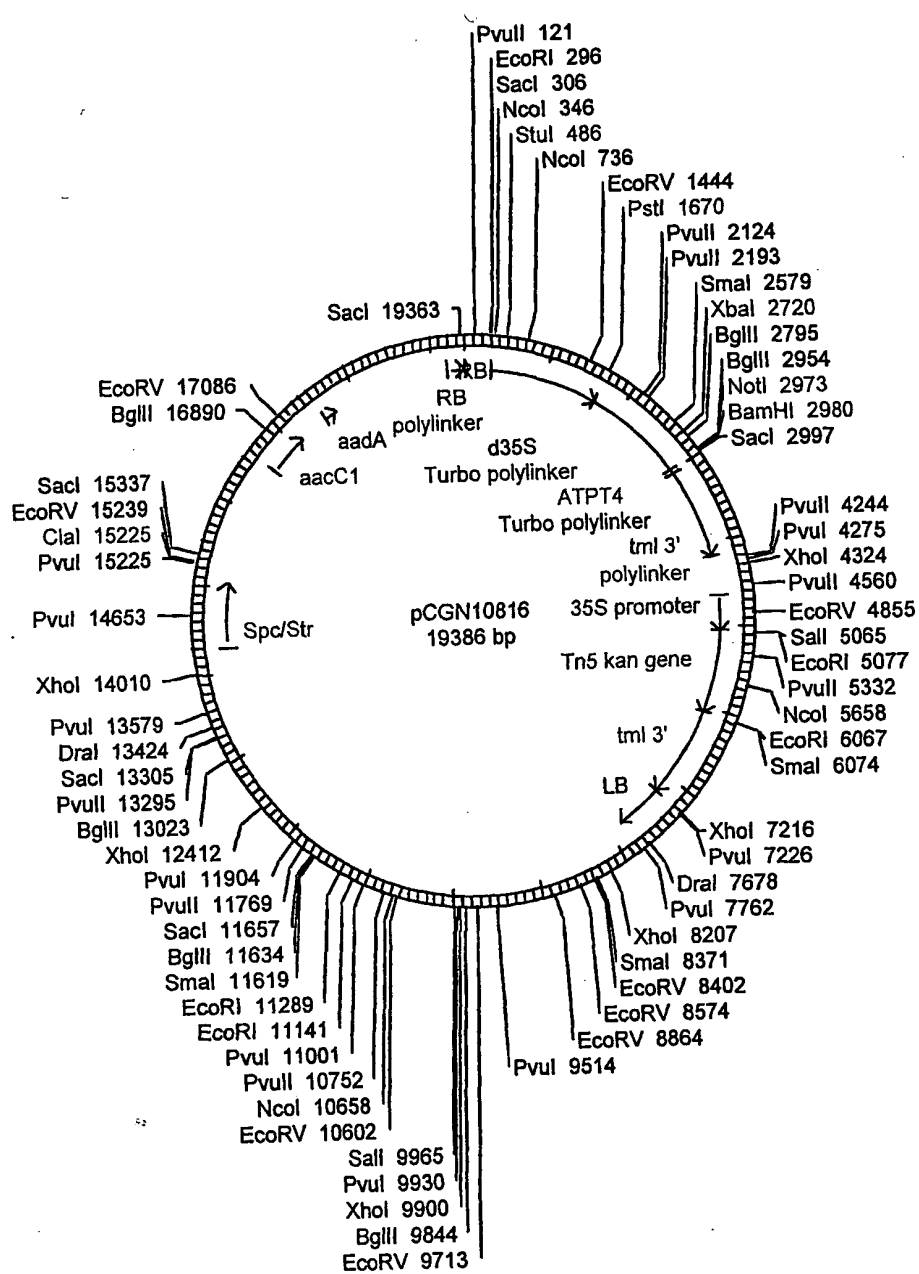 PvuII 121
EcoRI 296
SacI 306
NcoI 346
StuI 486
NcoI 736
EcoRV 1444
PstI 1670
PvuII 2124
PvuII 2193
SmaI 2579
XbaI 2720
BglII 2795
BglII 2954
NotI 2973
BamHI 2980
SacI 2997
PvuII 4244
PvuI 4275
XhoI 4324
PvuII 4560
EcoRV 4855
SalI 5065
EcoRI 5077
PvuII 5332
NcoI 5658
EcoRI 6067
SmaI 6074
XhoI 7216
PvuI 7226
DraI 7678
PvuI 7762
XhoI 8207
SmaI 8371
EcoRV 8402
EcoRV 8574
EcoRV 8864
PvuI 9514
EcoRV 9713
BglII 9844
XhoI 9900
PvuI 9930
SalI 9965
EcoRV 10602
NcoI 10658
PvuII 10752
PvuI 11001
EcoRI 11141
EcoRI 11289
SmaI 11619
BglII 11634
SacI 11657
PvuII 11769
PvuI 11904
XhoI 12412
BglII 13023
PvuII 13295
SacI 13305
DraI 13424
PvuI 13579
XhoI 14010
PvuI 14653
PvuI 15225
ClaI 15225
EcoRV 15239
SacI 15337
BglII 16890
EcoRV 17086
SacI 19363
RB
RB
polylinker
d35S
Turbo polylinker
ATPT4
Turbo polylinker
tml 3'
polylinker
35S promoter
Tn5 kan gene
tml 3'
LB
Spc/Str
aacC1
aadA
pCGN10816
19386 bp